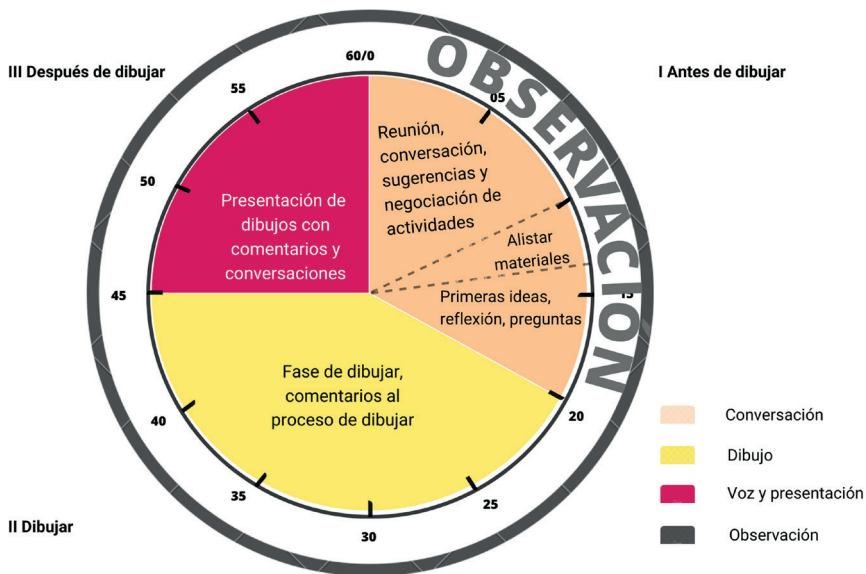 III Después de dibujar
60/0
I Antes de dibujar
OBSERVACION
55
05
50
Reunión,
conversación,
sugerencias y
negociación de
actividades
Presentación de
dibujos con
comentarios y
conversaciones
Alistar
materiales
45
15
Primeras ideas,
reflexión, preguntas
Fase de dibujar,
comentarios al
proceso de dibujar
40
20
35
25
30
II Dibujar
Conversación
Dibujo
Voz y presentación
Observación